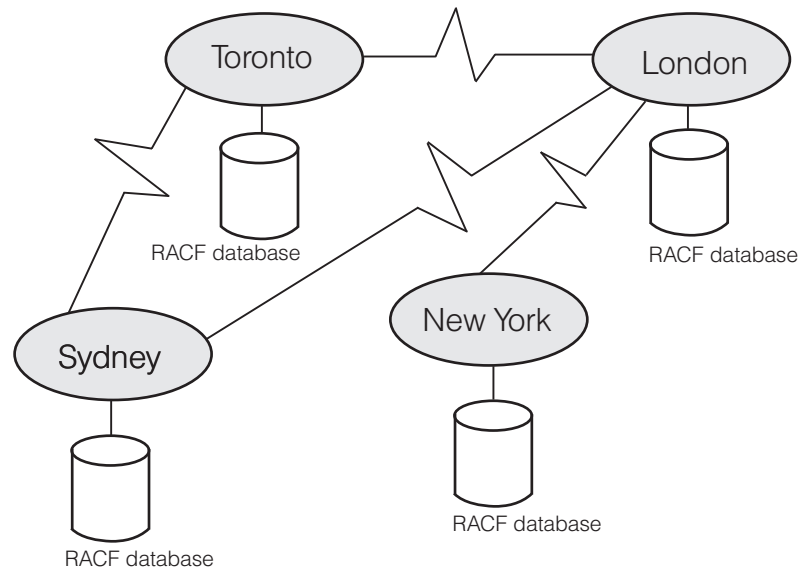 Toronto
London
RACF database
RACF database
New York
Sydney
RACF database
RACF database